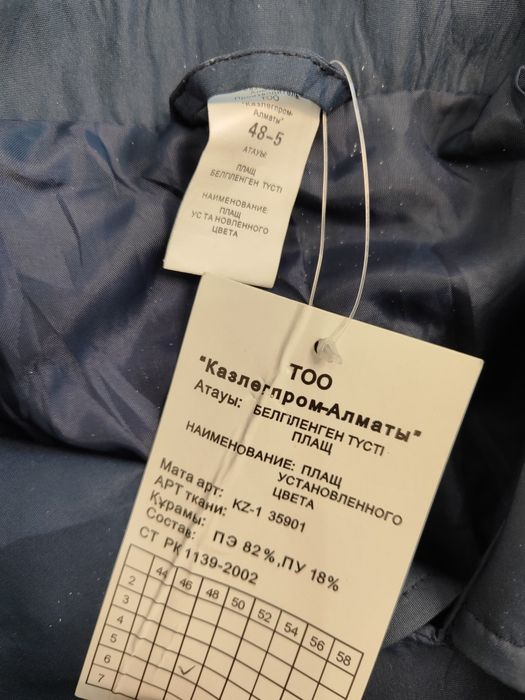 ТОО
"Казлегпром-
Алматы"
48-5
АТАУЫ:
ПЛАЩ
БЕЛГІЛЕНГЕН ТҮСТІ
НАИМЕНОВАНИЕ:
ПЛАЩ
УСТАНОВЛЕННОГО
ЦВЕТА
ТОО
"Казлегпром-Алматы"
Атауы: БЕЛГІЛЕНГЕН ТҮСТІ
ПЛАЩ
НАИМЕНОВАНИЕ: ПЛАЩ
УСТАНОВЛЕННОГО
ЦВЕТА
Мата арт:
АРТ ткани: KZ-1 35901
Құрамы:
Состав: ПЭ 82%,ПУ 18%
СТ РК 1139-2002
44 46 48 50 52 54 56 58
2
3
4
5
6 ✓
7